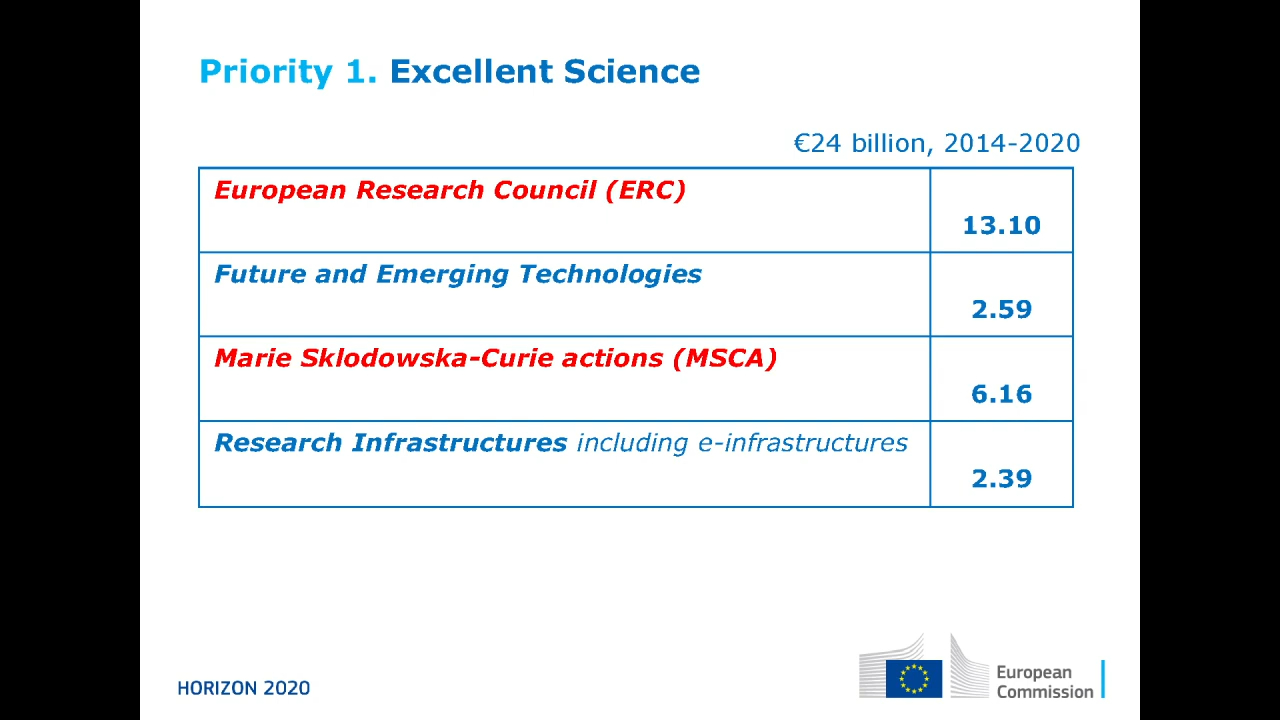 Priority 1. Excellent Science
€24 billion, 2014-2020
European Research Council (ERC)
13.10
Future and Emerging Technologies
2.59
Marie Sklodowska-Curie actions (MSCA)
6.16
Research Infrastructures including e-infrastructures
2.39
HORIZON 2020
European
Commission